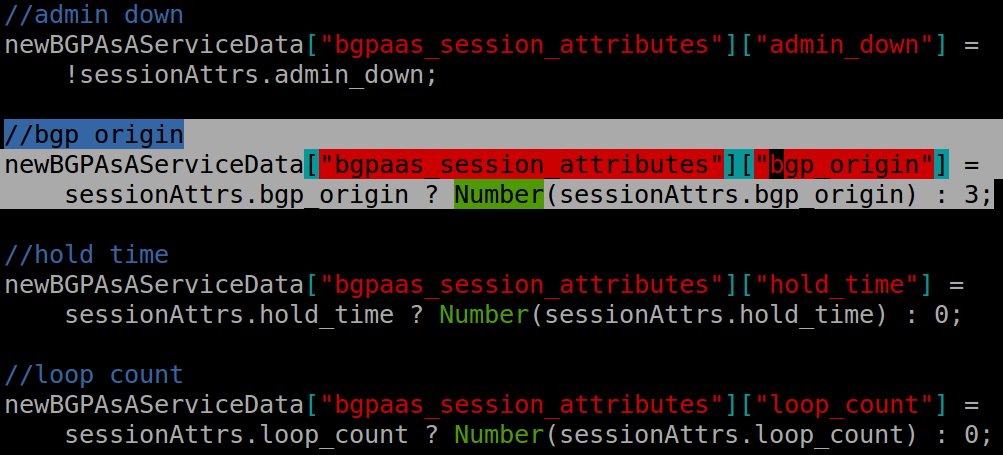 //admin down
newBGPAsAServiceData["bgpaas_session_attributes"]["admin_down"] =
    !sessionAttrs.admin_down;

//bgp origin
newBGPAsAServiceData["bgpaas_session_attributes"]["bgp_origin"] =
    sessionAttrs.bgp_origin ? Number(sessionAttrs.bgp_origin) : 3;

//hold time
newBGPAsAServiceData["bgpaas_session_attributes"]["hold_time"] =
    sessionAttrs.hold_time ? Number(sessionAttrs.hold_time) : 0;

//loop count
newBGPAsAServiceData["bgpaas_session_attributes"]["loop_count"] =
    sessionAttrs.loop_count ? Number(sessionAttrs.loop_count) : 0;